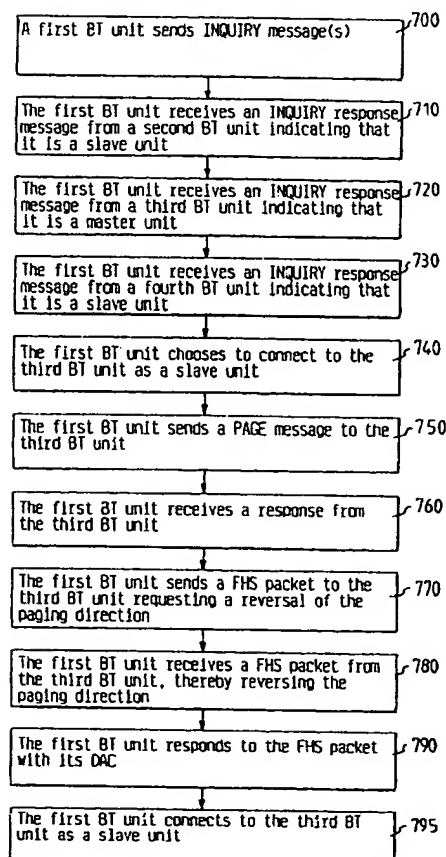 700
A first BT unit sends INQUIRY message(s)
710
The first BT unit receives an INQUIRY response
message from a second BT unit indicating that
it is a slave unit
720
The first BT unit receives an INQUIRY response
message from a third BT unit indicating that
it is a master unit
730
The first BT unit receives an INQUIRY response
message from a fourth BT unit indicating that
it is a slave unit
740
The first BT unit chooses to connect to the
third BT unit as a slave unit
750
The first BT unit sends a PAGE message to the
third BT unit
760
The first BT unit receives a response from
the third BT unit
770
The first BT unit sends a FHS packet to the
third BT unit requesting a reversal of the
paging direction
780
The first BT unit receives a FHS packet from
the third BT unit, thereby reversing the
paging direction
790
The first BT unit responds to the FHS packet
with its DAC
795
The first BT unit connects to the third BT
unit as a slave unit